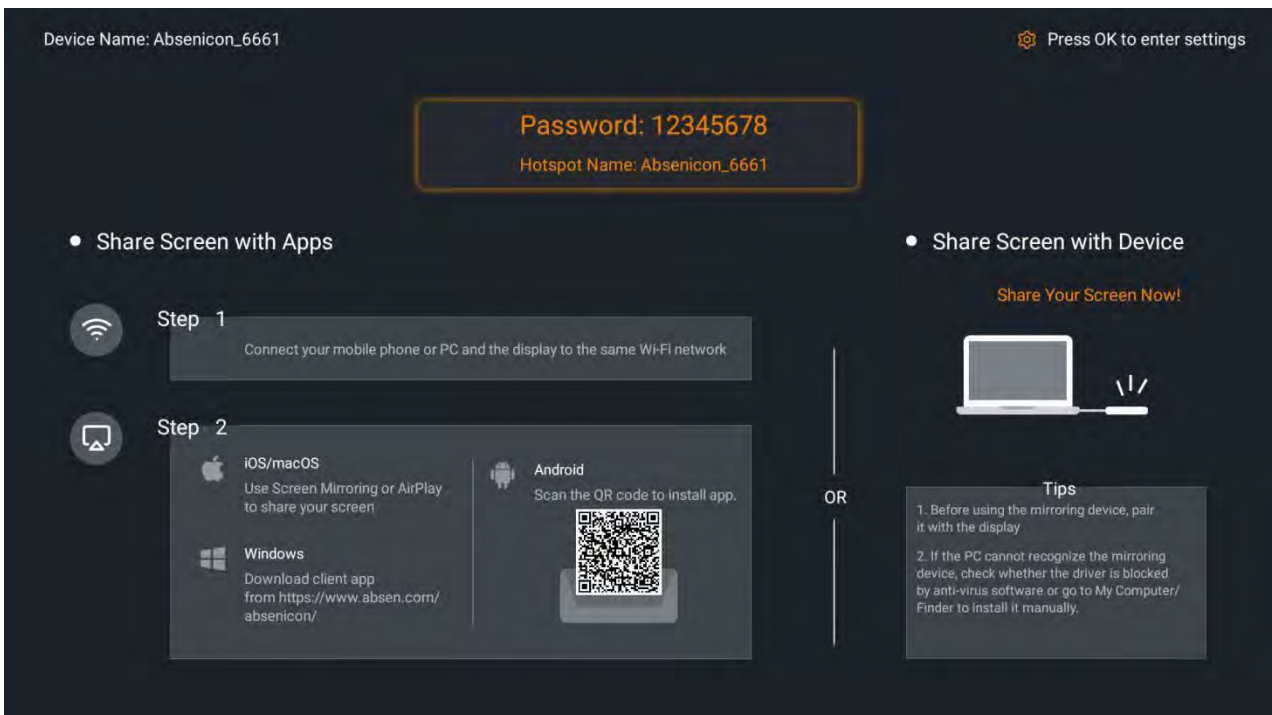 Device Name: Absenicon_6661
Press OK to enter settings
Password: 12345678
Hotspot Name: Absenicon_6661
Share Screen with Apps
Step 1
Connect your mobile phone or PC and the display to the same Wi-Fi network
Step 2
iOS/macOS
Use Screen Mirroring or AirPlay
to share your screen
Windows
Download client app
from https://www.absen.com/
absenicon/
Android
Scan the QR code to install app.
OR
Share Screen with Device
Share Your Screen Now!
Tips
1. Before using the mirroring device, pair
it with the display
2. If the PC cannot recognize the mirroring
device, check whether the driver is blocked
by anti-virus software or go to My Computer/
Finder to install it manually.